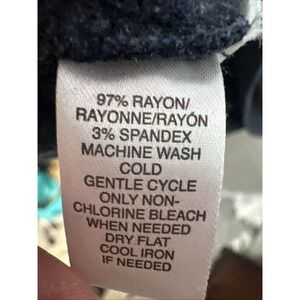 97% RAYON/
RAYONNE/RAYÓN
3% SPANDEX
MACHINE WASH
COLD
GENTLE CYCLE
ONLY NON-
CHLORINE BLEACH
WHEN NEEDED
DRY FLAT
COOL IRON
IF NEEDED